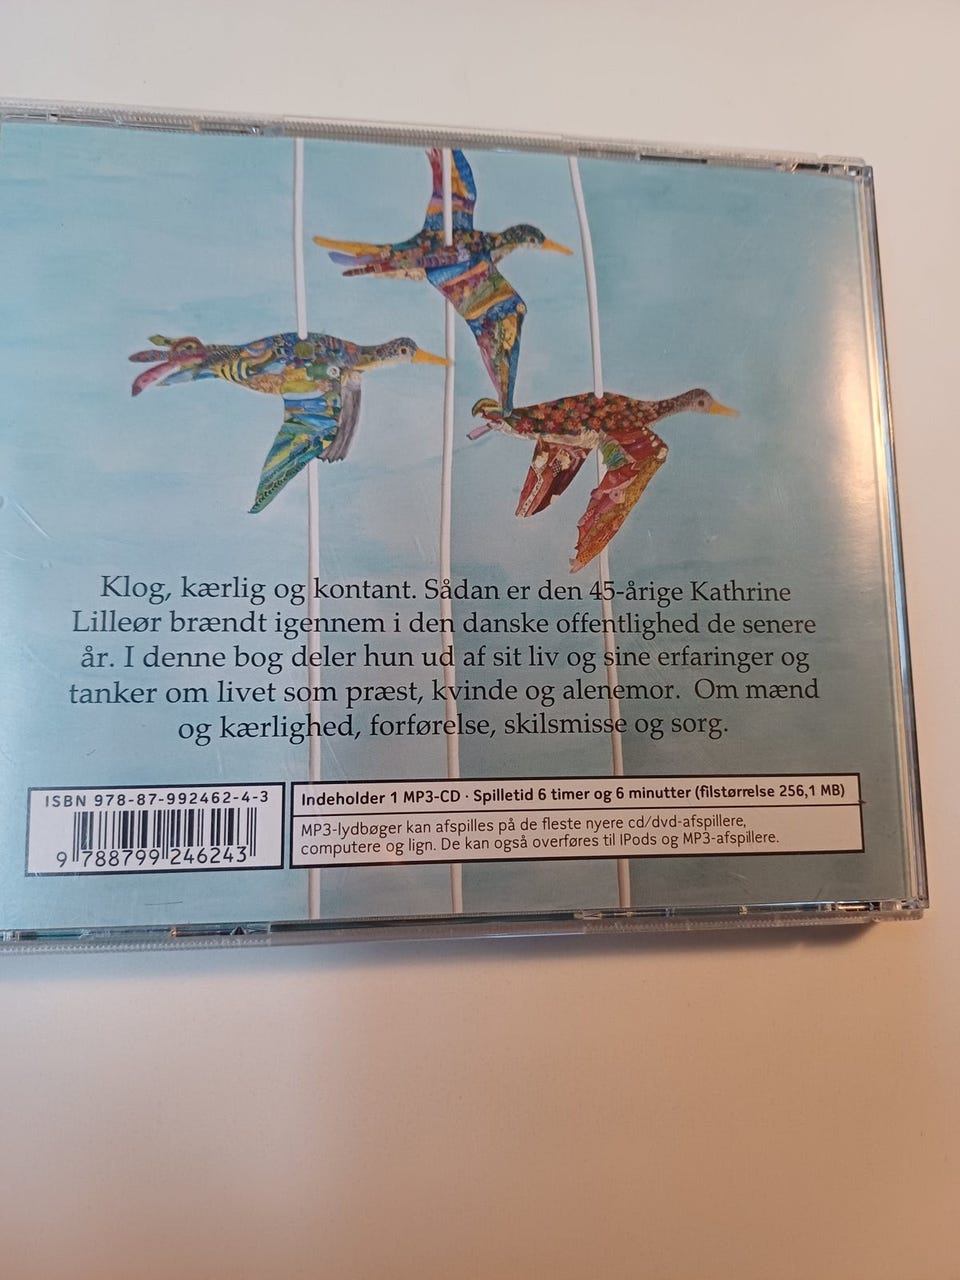 Klog, kærlig og kontant. Sådan er den 45-årige Kathrine
Lilleør brændt igennem i den danske offentlighed de senere
år. I denne bog deler hun ud af sit liv og sine erfaringer og
tanker om livet som præst, kvinde og alenemor. Om mænd
og kærlighed, forførelse, skilsmisse og sorg.
ISBN 978-87-992462-4-3
9 788799 246243
Indeholder 1 MP3-CD · Spilletid 6 timer og 6 minutter (filstørrelse 256,1 MB)
MP3-lydbøger kan afspilles på de fleste nyere cd/dvd-afspillere,
computere og lign. De kan også overføres til IPods og MP3-afspillere.